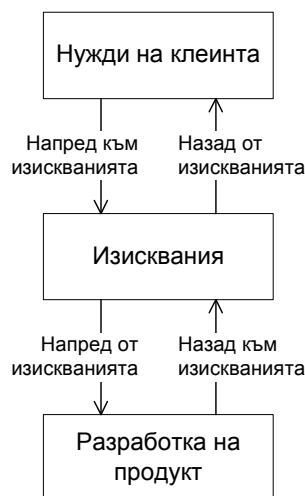 Нужди на клеинта
Напред към
изискванията
Назад от
изискванията
Изисквания
Напред от
изискванията
Назад към
изискванията
Разработка на
продукт